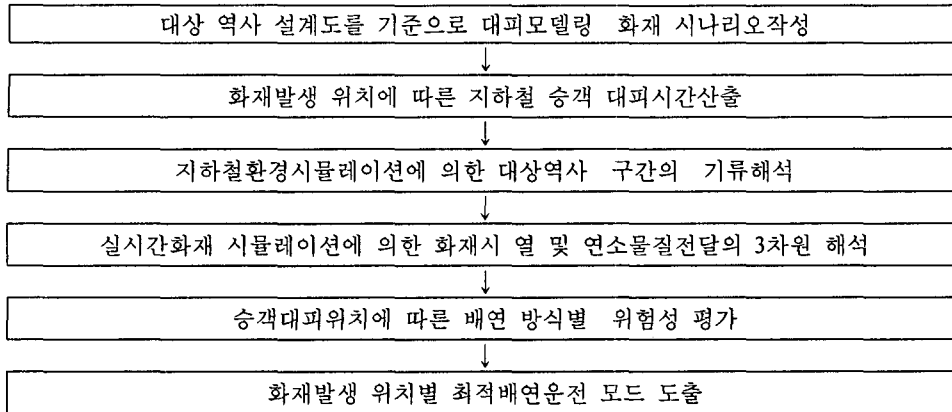 대상 역사 설계도를 기준으로 대피모델링 화재 시나리오작성
화재발생 위치에 따른 지하철 승객 대피시간산출
지하철환경시뮬레이션에 의한 대상역사 구간의 기류해석
실시간화재 시뮬레이션에 의한 화재시 열 및 연소물질전달의 3차원 해석
승객대피위치에 따른 배연 방식별 위험성 평가
화재발생 위치별 최적배연운전 모드 도출